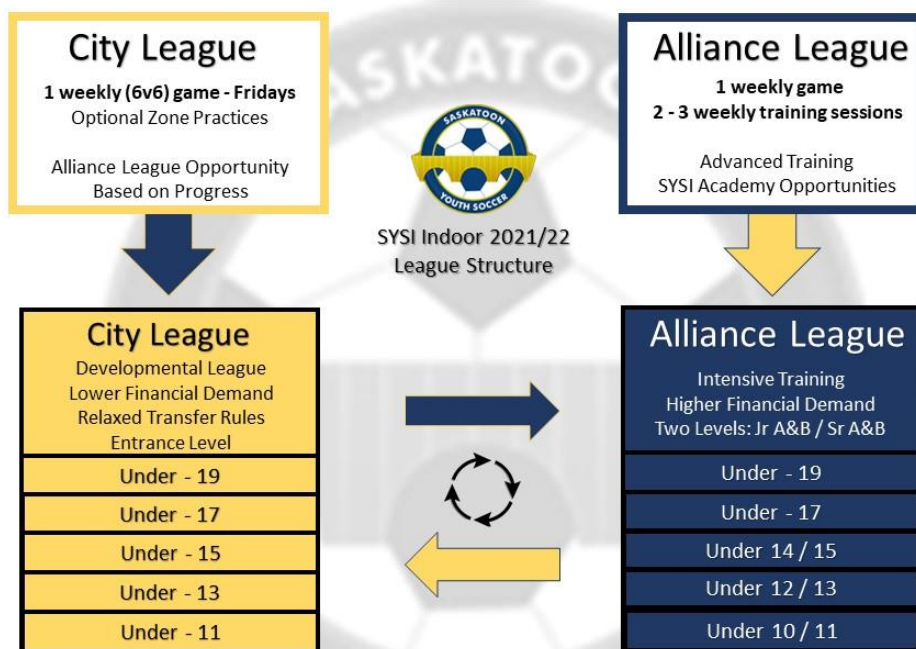 City League
1 weekly (6v6) game - Fridays
Optional Zone Practices
Alliance League Opportunity
Based on Progress
SASKATOON
YOUTH SOCCER
SYSI Indoor 2021/22
League Structure
Alliance League
1 weekly game
2 - 3 weekly training sessions
Advanced Training
SYSI Academy Opportunities
City League
Developmental League
Lower Financial Demand
Relaxed Transfer Rules
Entrance Level
Under - 19
Under - 17
Under - 15
Under - 13
Under - 11
Alliance League
Intensive Training
Higher Financial Demand
Two Levels: Jr A&B / Sr A&B
Under - 19
Under - 17
Under 14 / 15
Under 12 / 13
Under 10 / 11